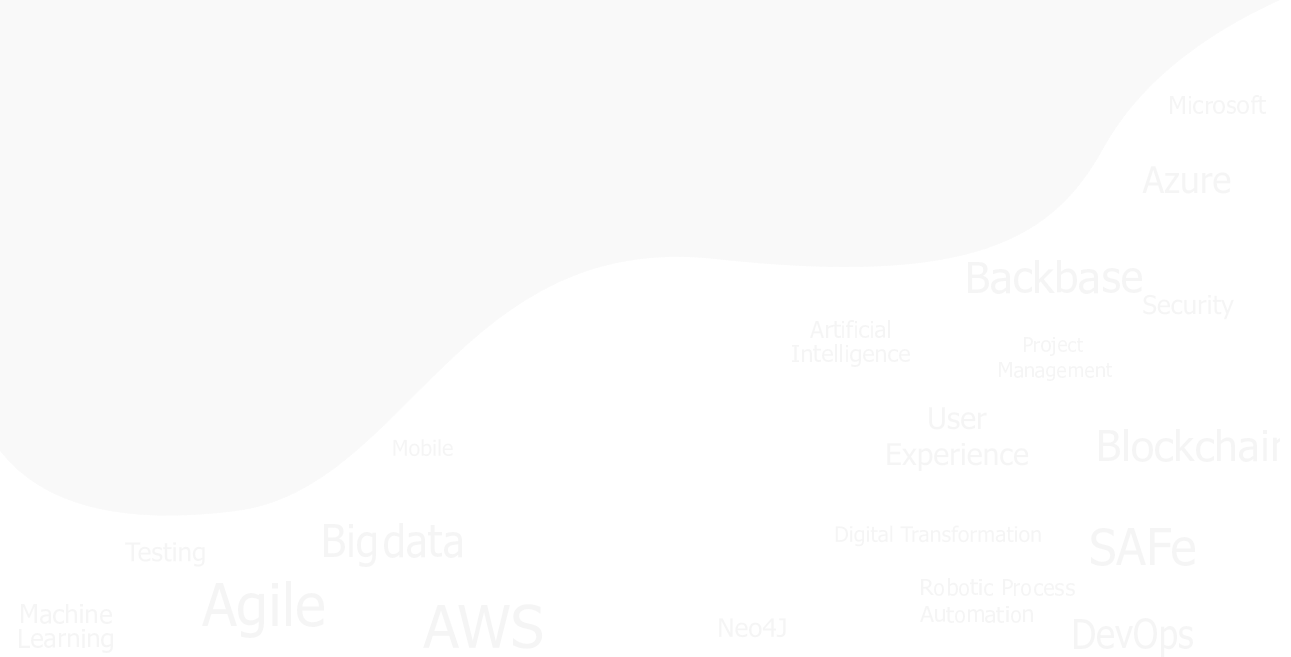 Microsoft
Azure
Backbase
Security
Artificial
Intelligence
Project
Management
User
Experience
Blockchain
Mobile
Digital Transformation
SAFe
Big data
Testing
Robotic Process
Automation
Agile
AWS
Machine
Learning
Neo4J
DevOps